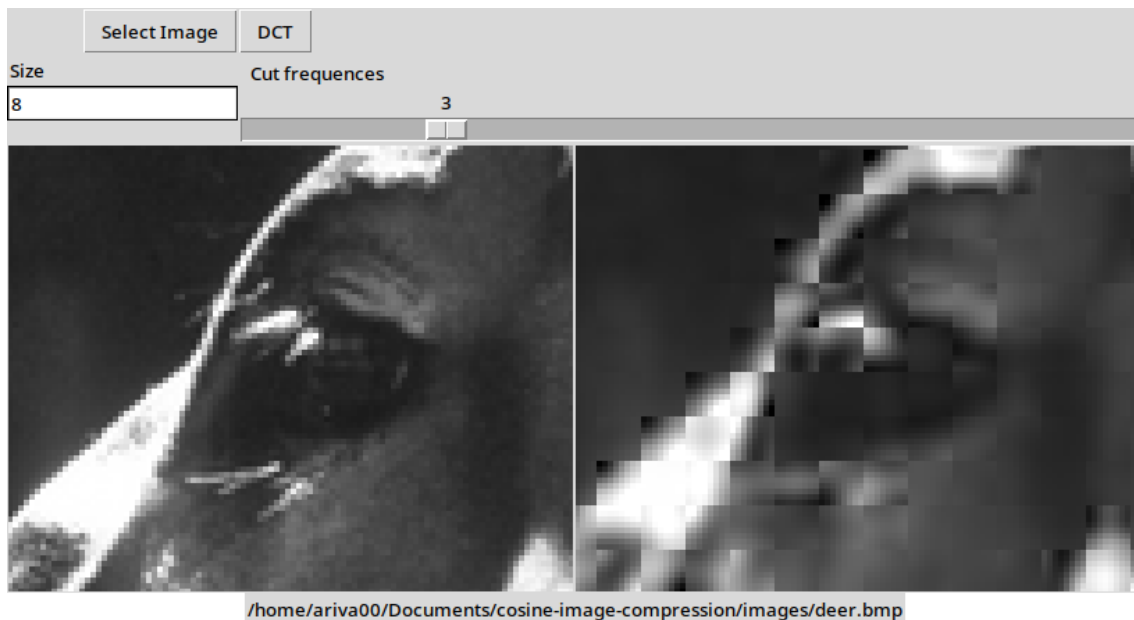 Select Image DCT
Size
Cut frequences
8
3
/home/ariva00/Documents/cosine-image-compression/images/deer.bmp